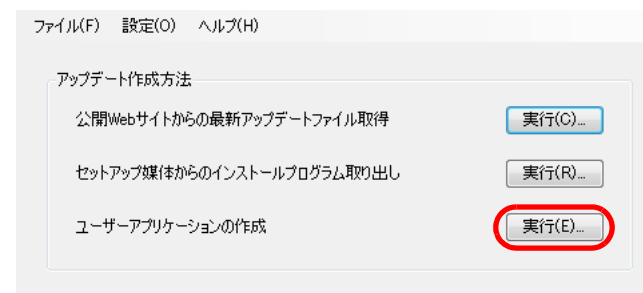 ファイル(F) 設定(O) ヘルプ(H)
アップデート作成方法
公開Webサイトからの最新アップデートファイル取得 実行(C)...
セットアップ媒体からのインストールプログラム取り出し 実行(R)...
ユーザーアプリケーションの作成 実行(E)...